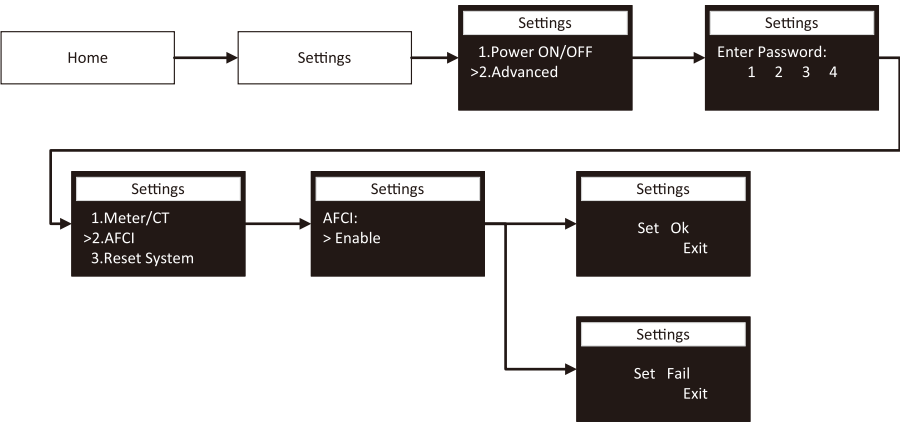 Home
Settings
Settings
1.Power ON/OFF
>2.Advanced
Settings
Enter Password:
1 2 3 4
Settings
1.Meter/CT
>2.AFCI
3.Reset System
Settings
AFCI:
> Enable
Settings
Set Ok
Exit
Settings
Set Fail
Exit